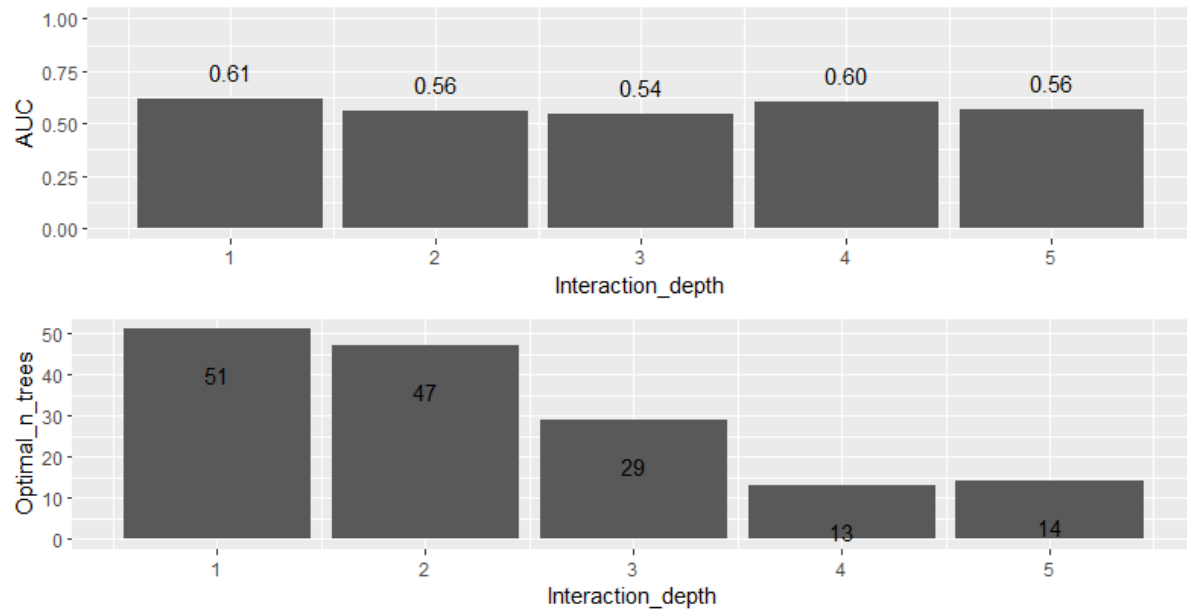 1.00
0.75
0.50
0.25
0.00
AUC
0.61 0.56 0.54 0.60 0.56
1 2 3 4 5
Interaction_depth
50
40
30
20
10
0
Optimal_n_trees
51 47 29 13 14
1 2 3 4 5
Interaction_depth